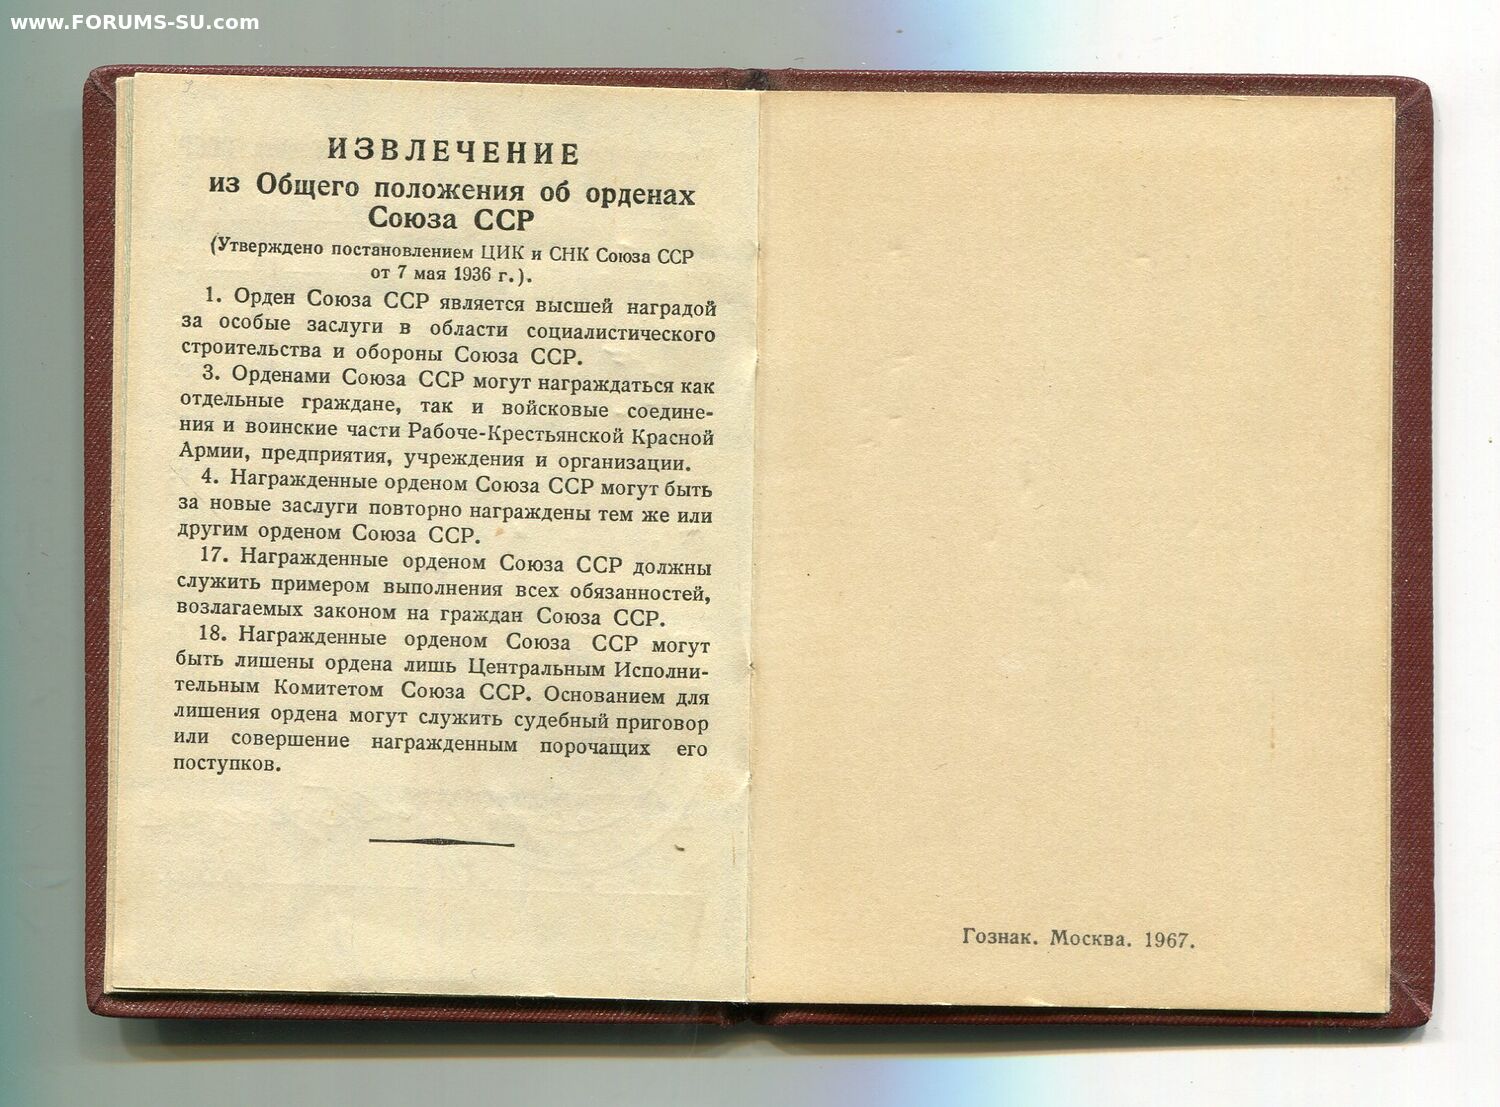 www.FORUMS-SU.com
ИЗВЛЕЧЕНИЕ
из Общего положения об орденах
Союза ССР
(Утверждено постановлением ЦИК и СНК Союза ССР
от 7 мая 1936 г.).
1. Орден Союза ССР является высшей наградой
за особые заслуги в области социалистического
строительства и обороны Союза ССР.
3. Орденами Союза ССР могут награждаться как
отдельные граждане, так и войсковые соедине-
ния и воинские части Рабоче-Крестьянской Красной
Армии, предприятия, учреждения и организации.
4. Награжденные орденом Союза ССР могут быть
за новые заслуги повторно награждены тем же или
другим орденом Союза ССР.
17. Награжденные орденом Союза ССР должны
служить примером выполнения всех обязанностей,
возлагаемых законом на граждан Союза ССР.
18. Награжденные орденом Союза ССР могут
быть лишены ордена лишь Центральным Исполни-
тельным Комитетом Союза ССР. Основанием для
лишения ордена могут служить судебный приговор
или совершение награжденным порочащих его
поступков.
Гознак. Москва. 1967.